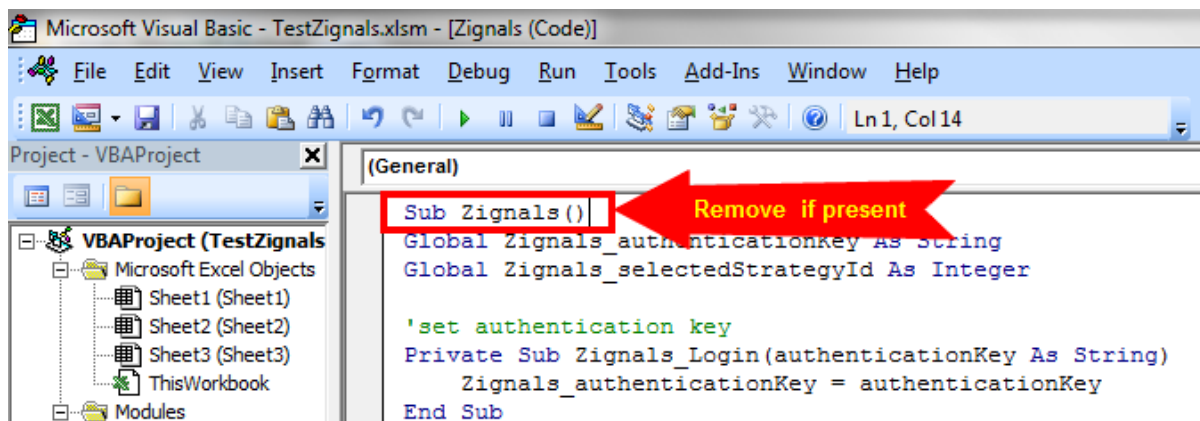 Microsoft Visual Basic - TestZignals.xlsm - [Zignals (Code)]
File Edit View Insert Format Debug Run Tools Add-Ins Window Help
Ln 1, Col 14
Project - VBAProject
(General)
Sub Zignals()
Remove if present
VBAProject (TestZignals
Global Zignals_authenticationKey As String
Microsoft Excel Objects
Global Zignals_selectedStrategyId As Integer
Sheet1 (Sheet1)
Sheet2 (Sheet2)
'set authentication key
Sheet3 (Sheet3)
Private Sub Zignals_Login(authenticationKey As String)
ThisWorkbook
Zignals_authenticationKey = authenticationKey
Modules
End Sub